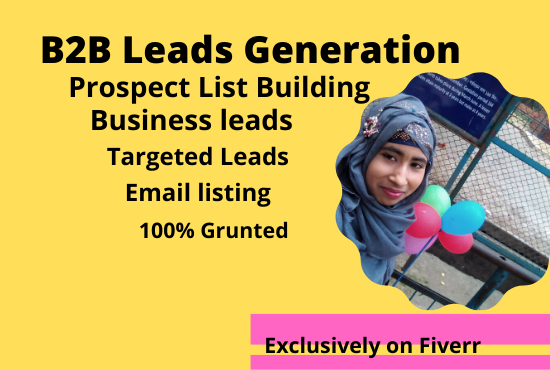 B2B Leads Generation
Prospect List Building
Business leads
Targeted Leads
Email listing
100% Grunted
Exclusively on Fiverr